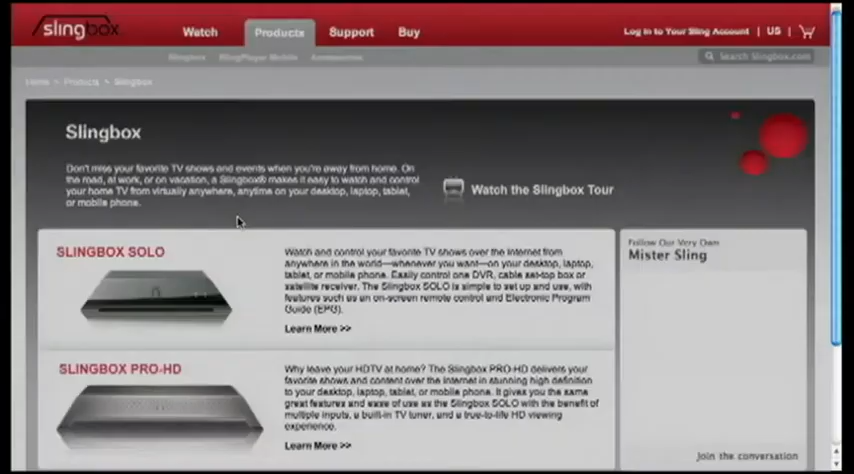 slingbox
Watch Products Support Buy
Log In to Your Sling Account | US |
Slingbox SlingPlayer Mobile Accessories
Search Slingbox.com
Home > Products > Slingbox
Slingbox
Don't miss your favorite TV shows and events when you're away from home. On
the road, at work, or on vacation, a Slingbox® makes it easy to watch and control
your home TV from virtually anywhere, anytime on your desktop, laptop, tablet,
or mobile phone.
Watch the Slingbox Tour
SLINGBOX SOLO
Watch and control your favorite TV shows over the Internet from
anywhere in the world—whenever you want—on your desktop, laptop,
tablet, or mobile phone. Easily control one DVR, cable set-top box or
satellite receiver. The Slingbox SOLO is simple to set up and use, with
features such as an on-screen remote control and Electronic Program
Guide (EPG).
Learn More >>
SLINGBOX PRO-HD
Why leave your HDTV at home? The Slingbox PRO-HD delivers your
favorite shows and content over the Internet in stunning high definition
to your desktop, laptop, tablet, or mobile phone. It gives you the same
great features and ease of use as the Slingbox SOLO with the benefit of
multiple inputs, a built-in TV tuner, and a true-to-life HD viewing
experience.
Learn More >>
Follow Our Very Own
Mister Sling
Join the conversation